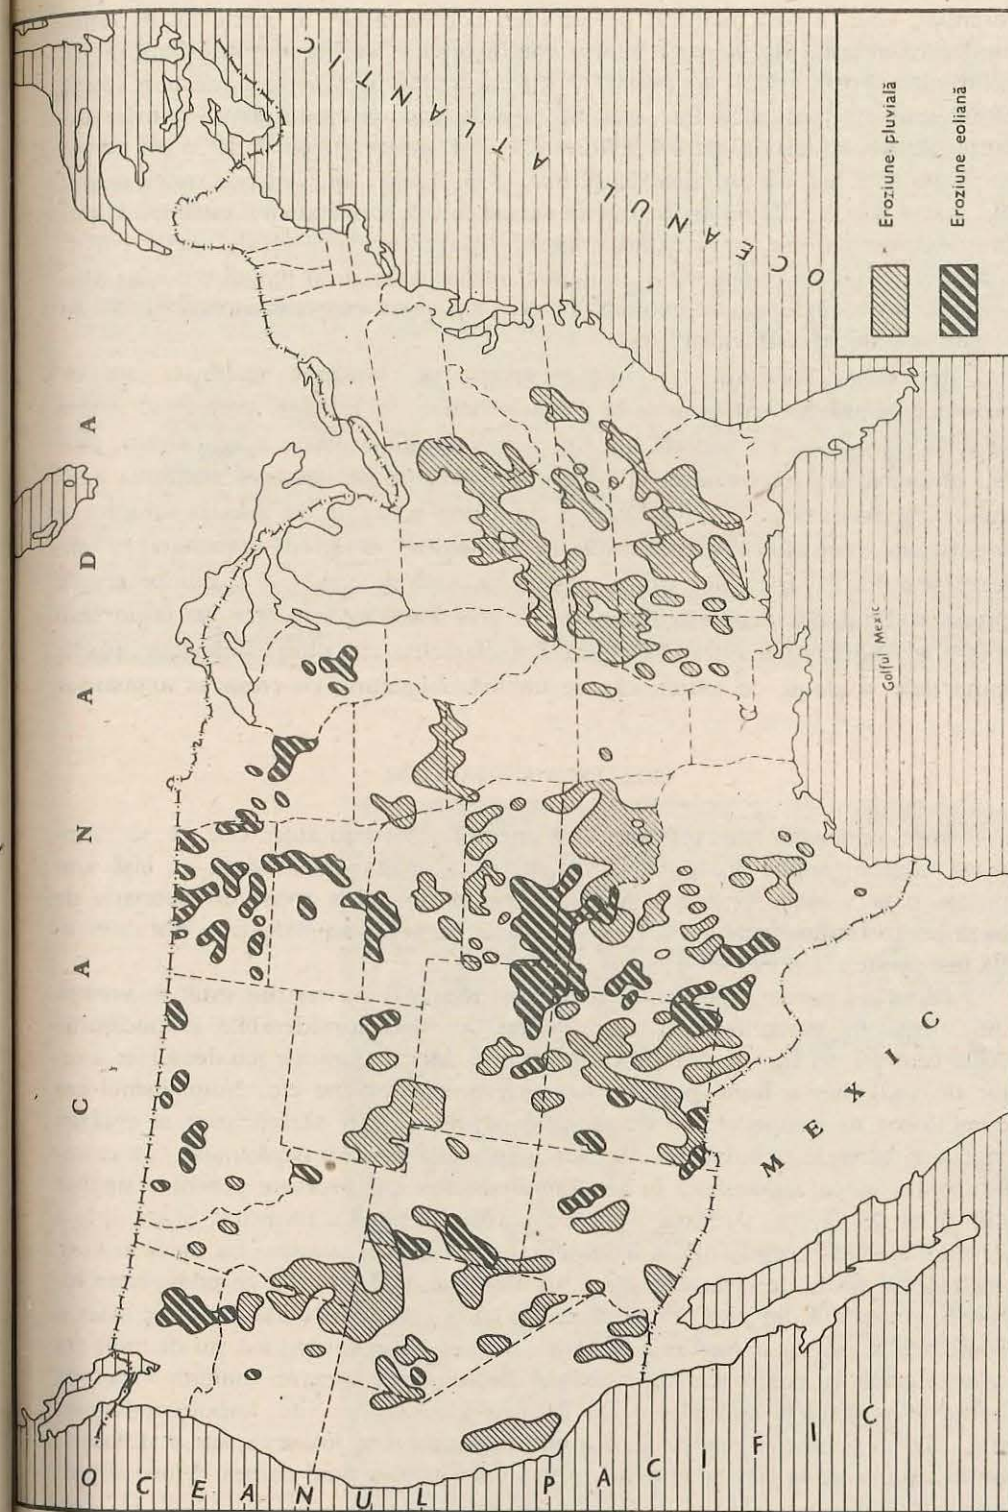 CANADA
OCEANUL ATLANTIC
OCEANUL PACIFIC
MEXIC
Golful Mexic
Eroziune pluvială
Eroziune eoliană